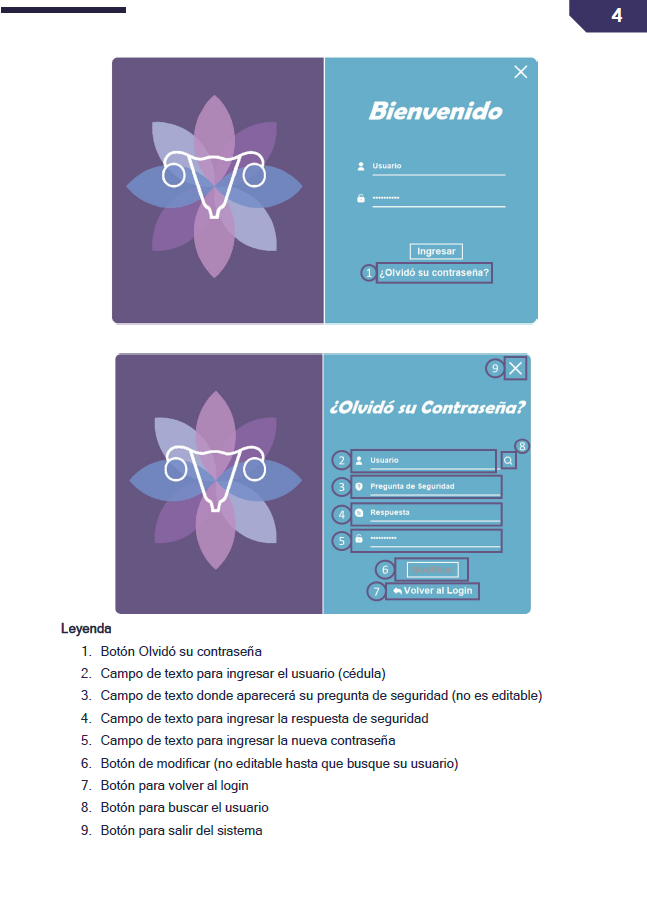 4
Bienvenido
Usuario
••••••••••
Ingresar
1 ¿Olvidó su contraseña?
9
¿Olvidó su Contraseña?
8
2 Usuario
3 Pregunta de Seguridad
4 Respuesta
5 ••••••••••
6
7 Volver al Login
Leyenda
1. Botón Olvidó su contraseña
2. Campo de texto para ingresar el usuario (cédula)
3. Campo de texto donde aparecerá su pregunta de seguridad (no es editable)
4. Campo de texto para ingresar la respuesta de seguridad
5. Campo de texto para ingresar la nueva contraseña
6. Botón de modificar (no editable hasta que busque su usuario)
7. Botón para volver al login
8. Botón para buscar el usuario
9. Botón para salir del sistema